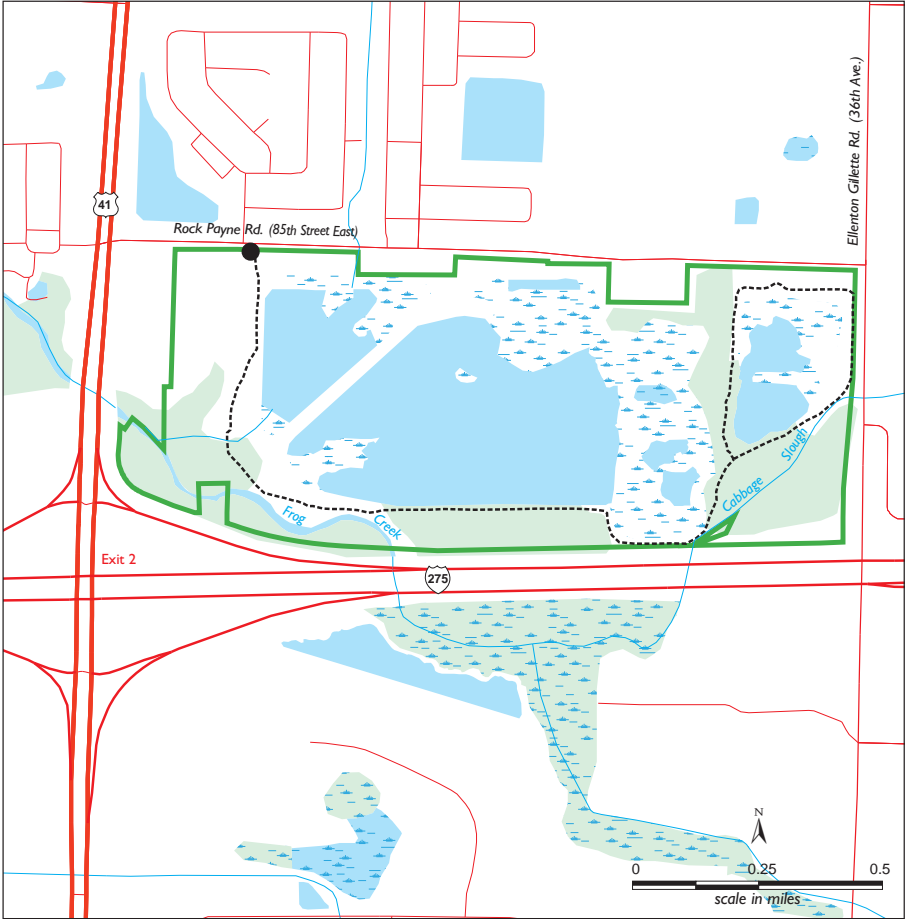 Ellenton Gillette Rd. (36th Ave.)
41
Rock Payne Rd. (85th Street East)
Slough
Cabbage
Frog
Creek
Exit 2
275
N
0 0.25 0.5
scale in miles